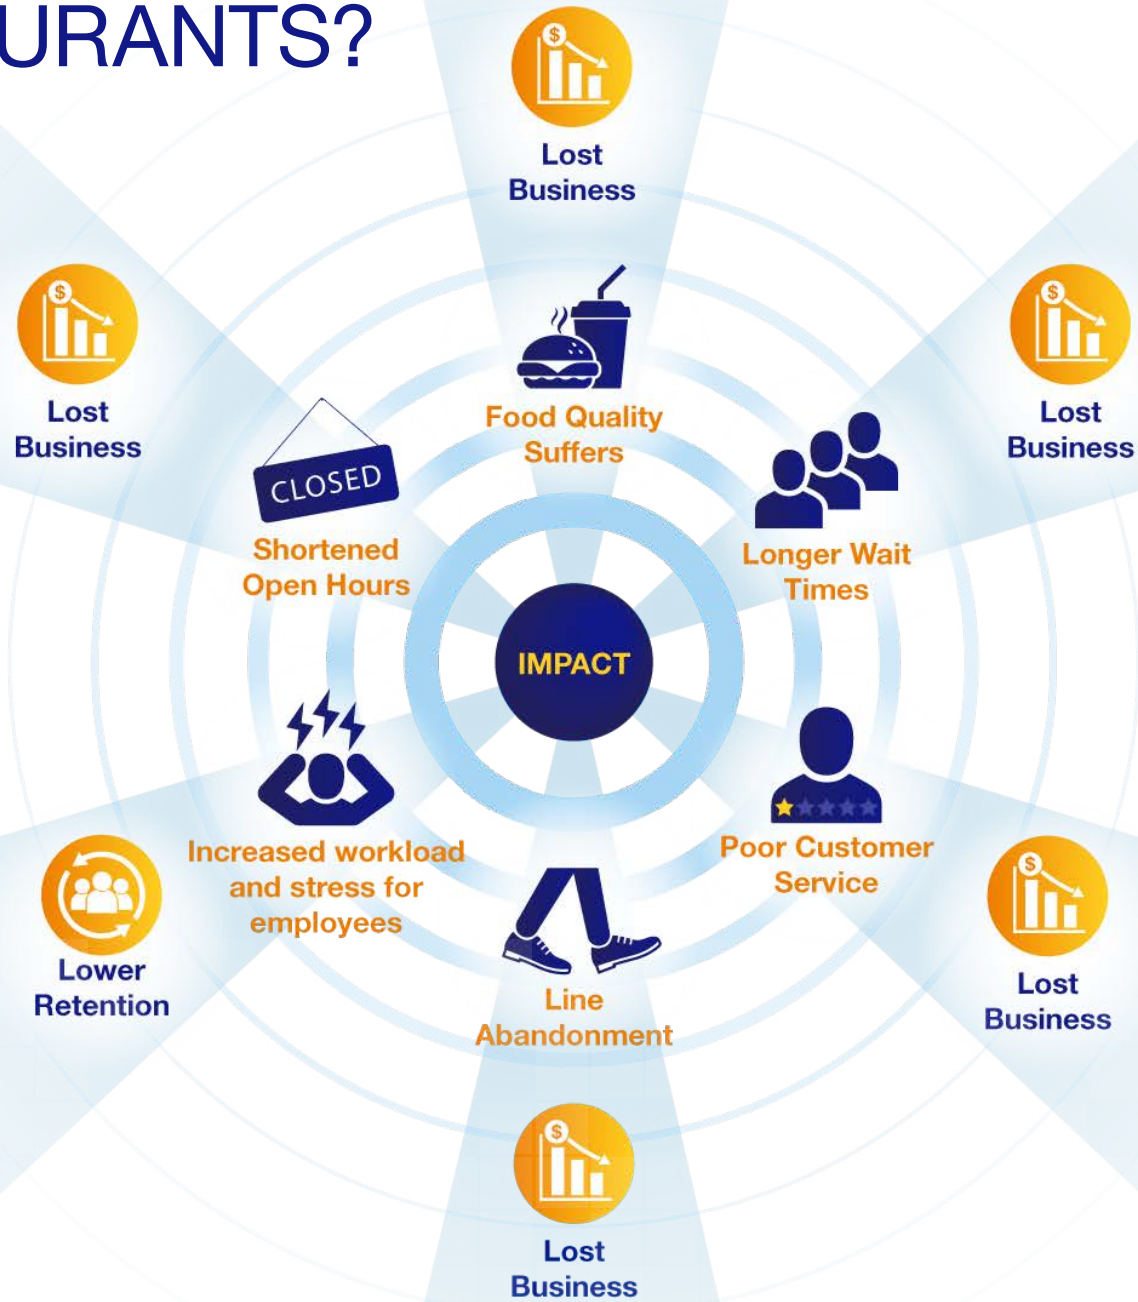 URANTS?
$
Lost
Business
$
Lost
Business
$
Lost
Business
Food Quality
Suffers
CLOSED
Shortened
Open Hours
Longer Wait
Times
IMPACT
Increased workload
and stress for
employees
Poor Customer
Service
Lower
Retention
Line
Abandonment
$
Lost
Business
$
Lost
Business